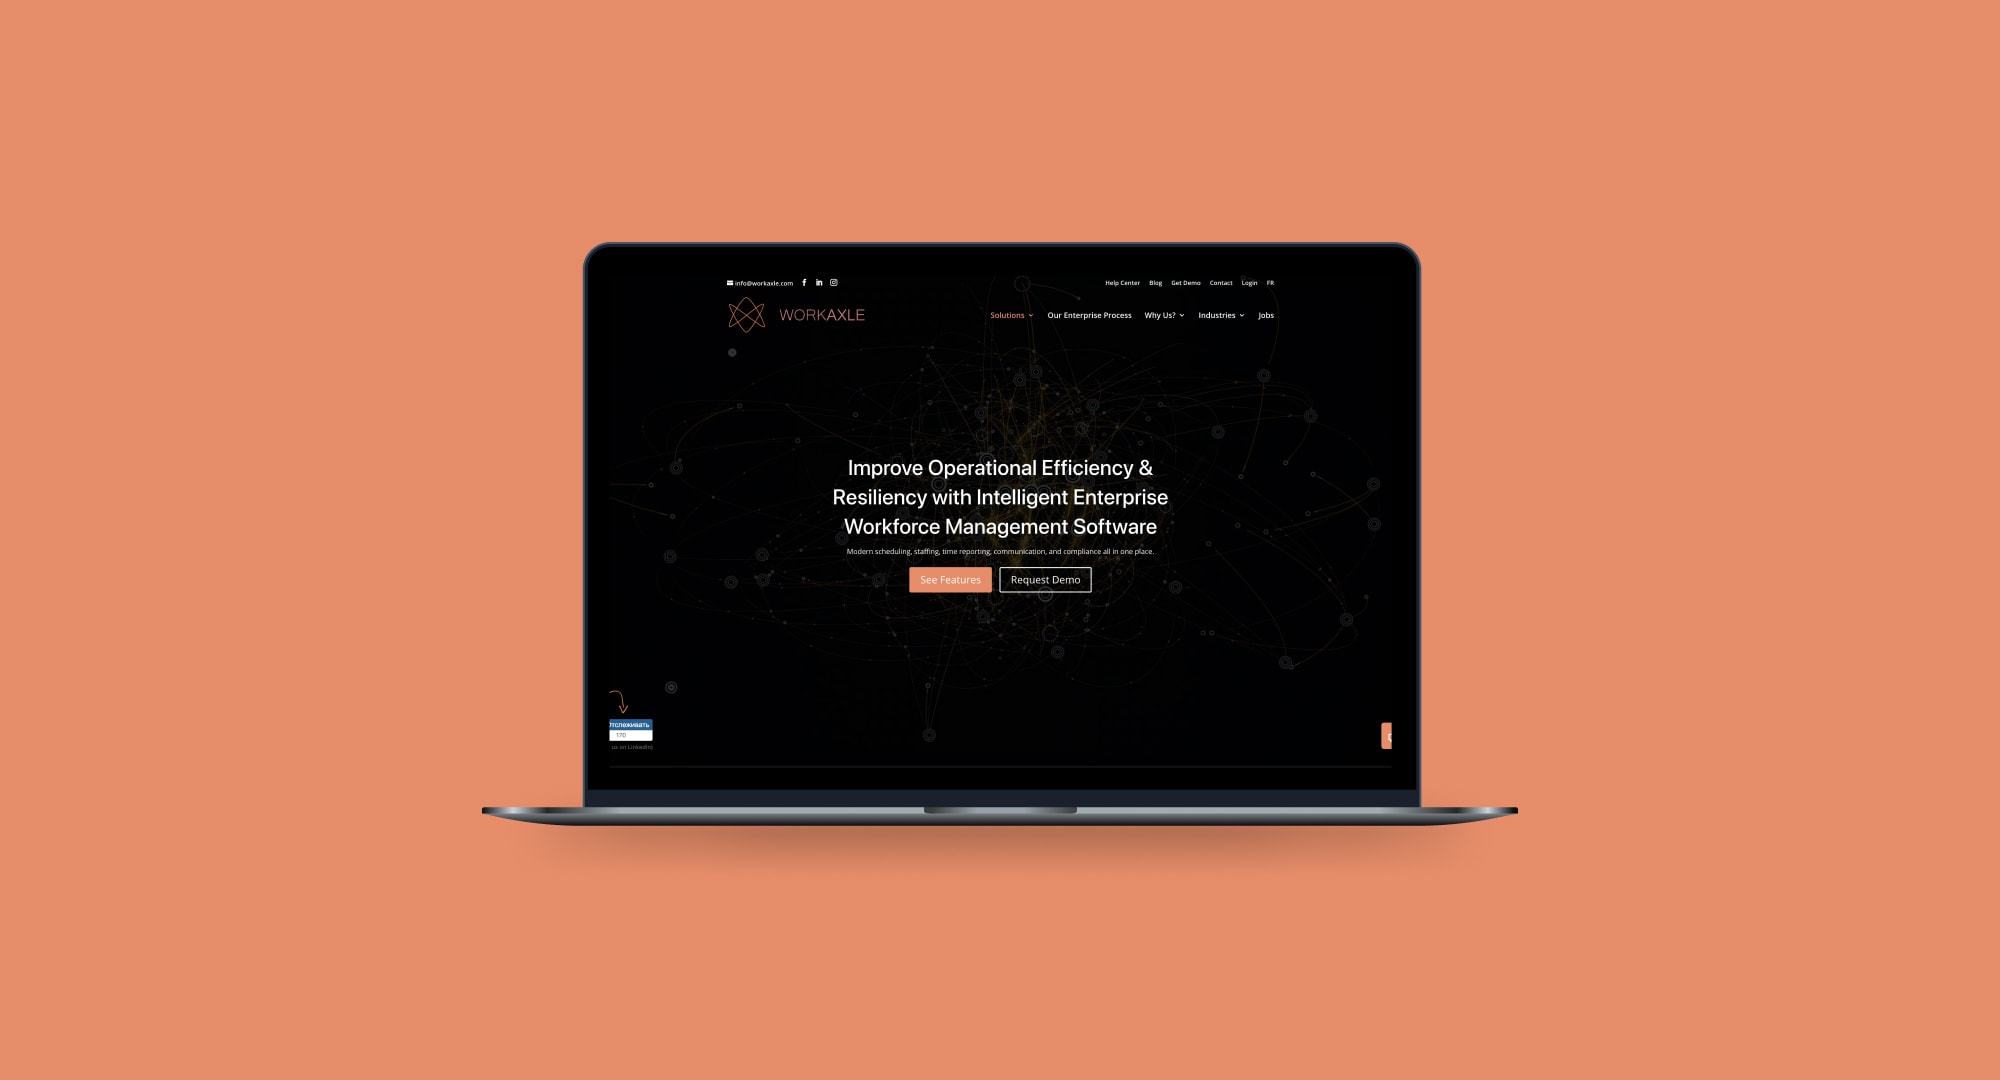 info@workaxle.com
Help Center Blog Get Demo Contact Login FR
WORKAXLE
Solutions Our Enterprise Process Why Us? Industries Jobs
Improve Operational Efficiency &
Resiliency with Intelligent Enterprise
Workforce Management Software
Modern scheduling, staffing, time reporting, communication, and compliance all in one place.
See Features Request Demo
Отслеживать
170
us on LinkedIn)